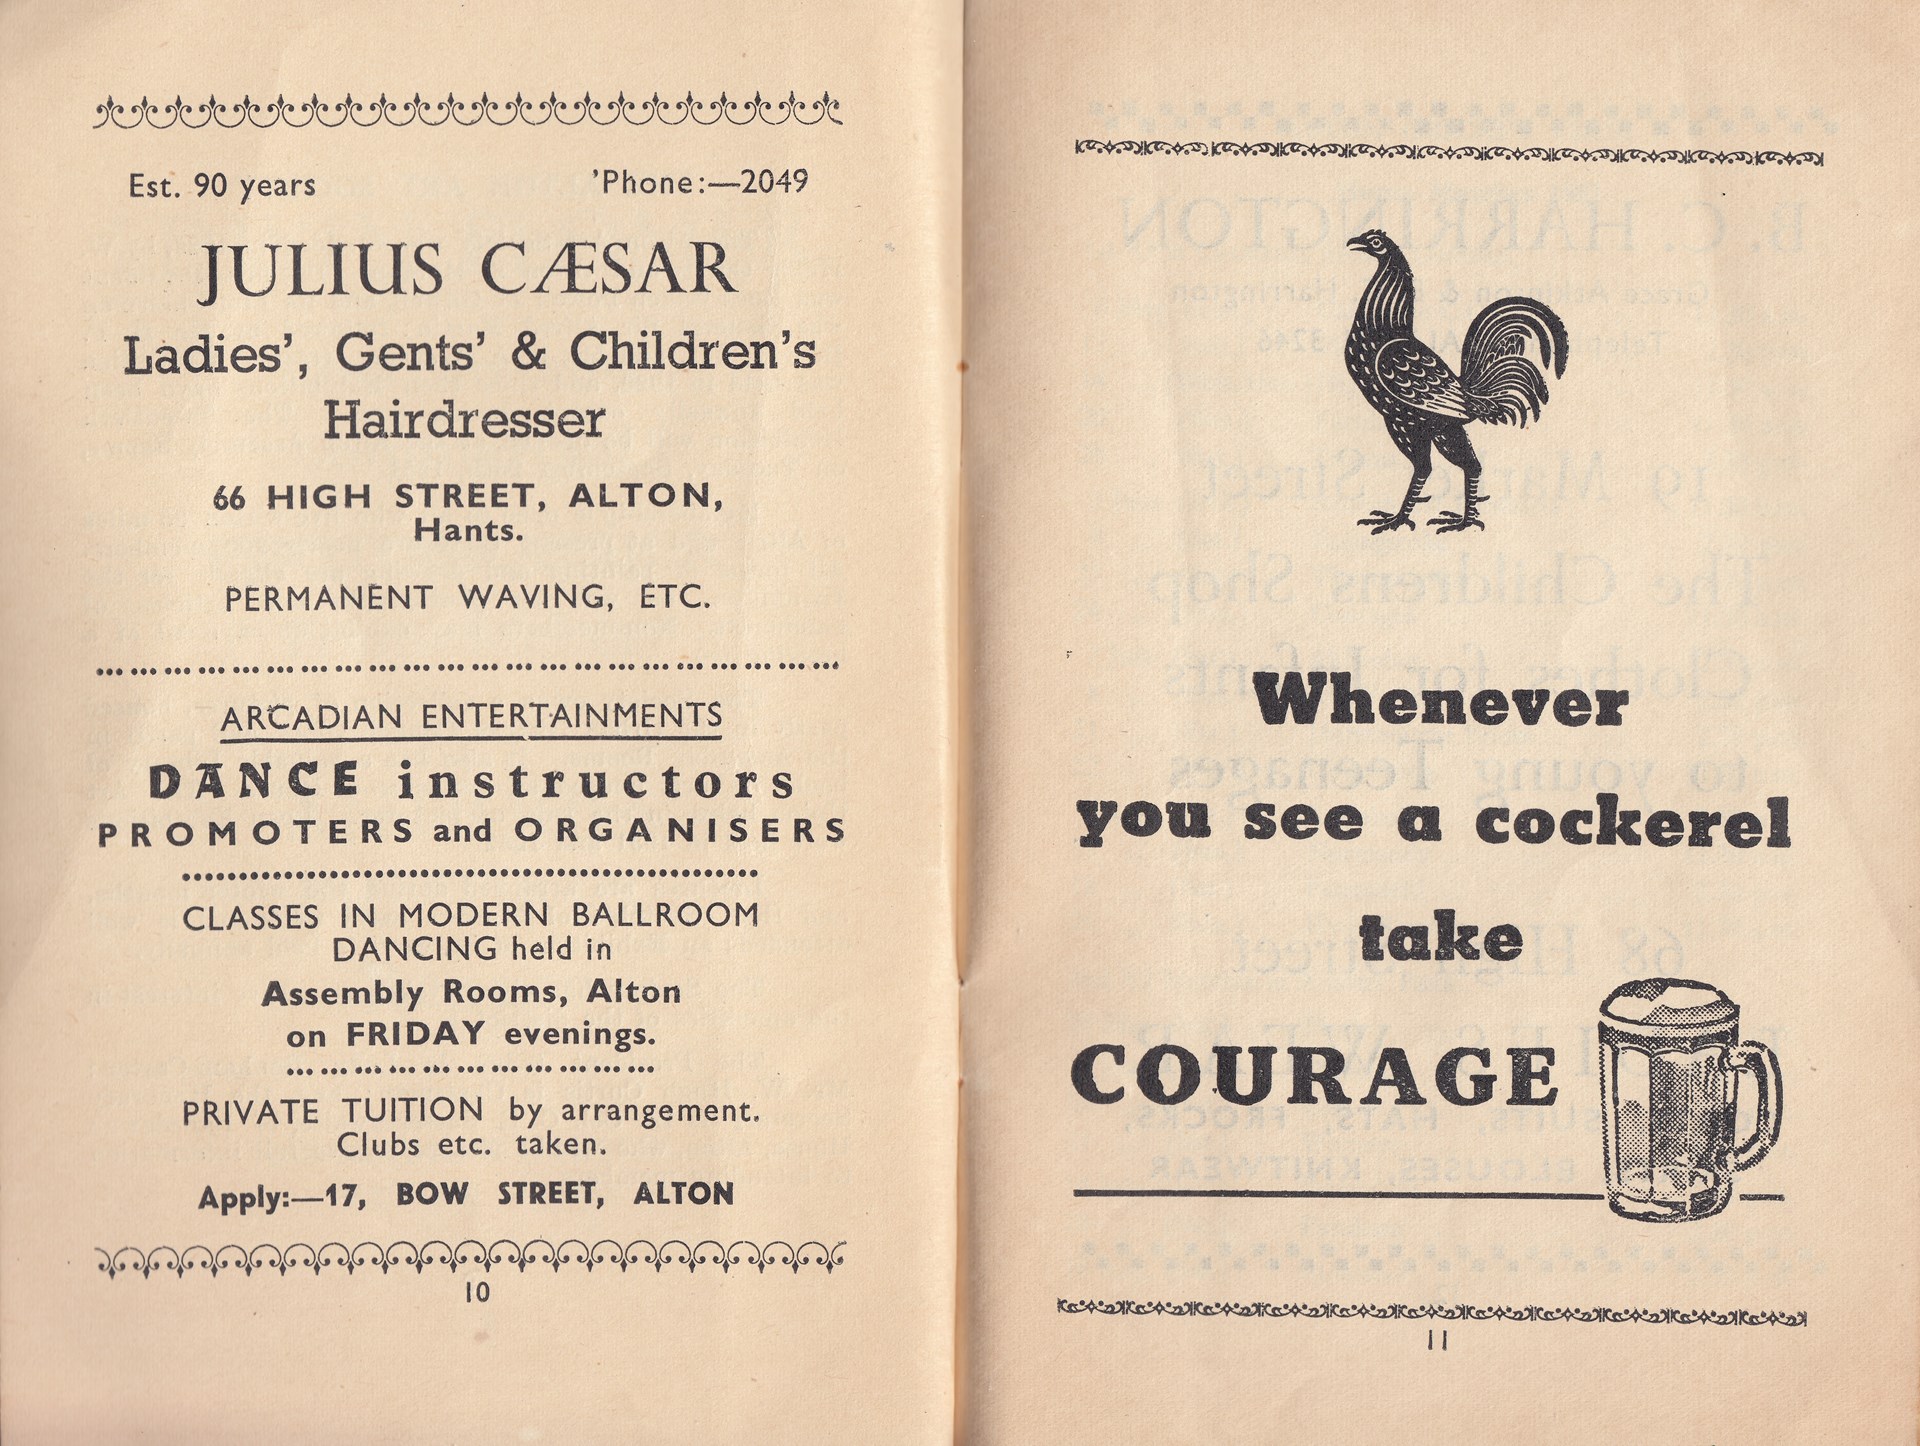 Est. 90 years 'Phone:—2049
JULIUS CÆSAR
Ladies', Gents' & Children's
Hairdresser
66 HIGH STREET, ALTON,
Hants.
PERMANENT WAVING, ETC.
ARCADIAN ENTERTAINMENTS
DANCE instructors
PROMOTERS and ORGANISERS
CLASSES IN MODERN BALLROOM
DANCING held in
Assembly Rooms, Alton
on FRIDAY evenings.
PRIVATE TUITION by arrangement.
Clubs etc. taken.
Apply:—17, BOW STREET, ALTON
10
Whenever
you see a cockerel
take
COURAGE
11